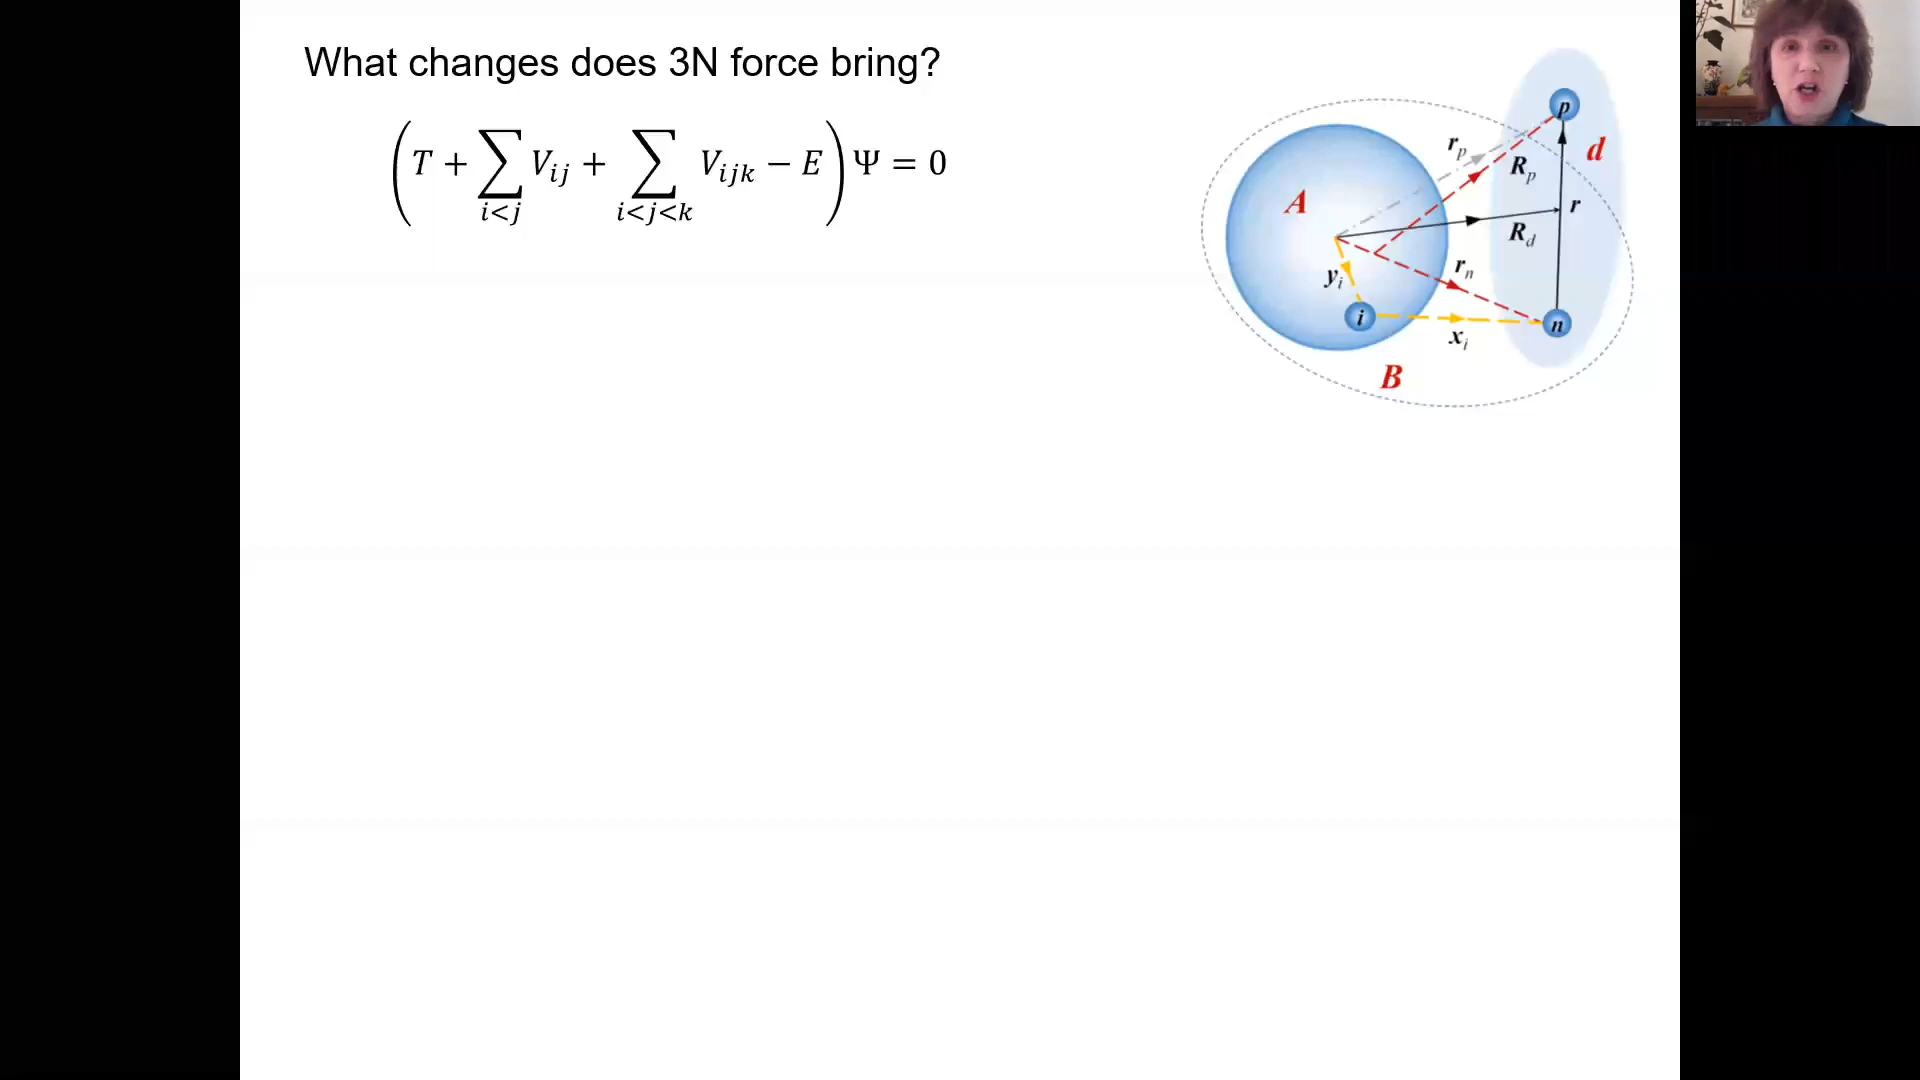 What changes does 3N force bring?
(T + ∑_{i<j} V_{ij} + ∑_{i<j<k} V_{ijk} − E) Ψ = 0
p
d
r_p
R_p
A
r
R_d
r_n
y_i
i
n
x_i
B